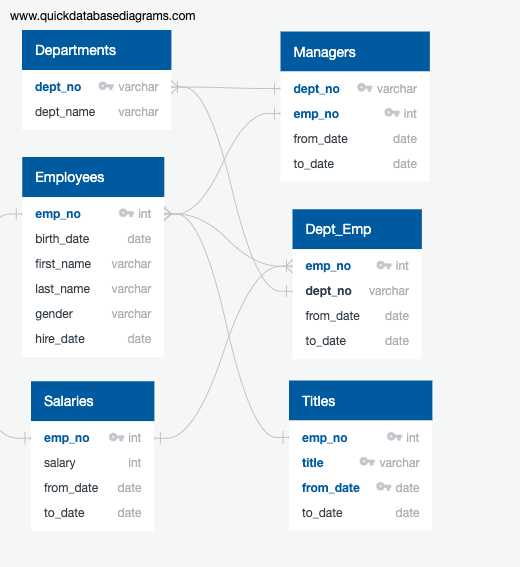 www.quickdatabasediagrams.com
Departments
dept_no varchar
dept_name varchar
Managers
dept_no varchar
emp_no int
from_date date
to_date date
Employees
emp_no int
birth_date date
first_name varchar
last_name varchar
gender varchar
hire_date date
Dept_Emp
emp_no int
dept_no varchar
from_date date
to_date date
Salaries
emp_no int
salary int
from_date date
to_date date
Titles
emp_no int
title varchar
from_date date
to_date date